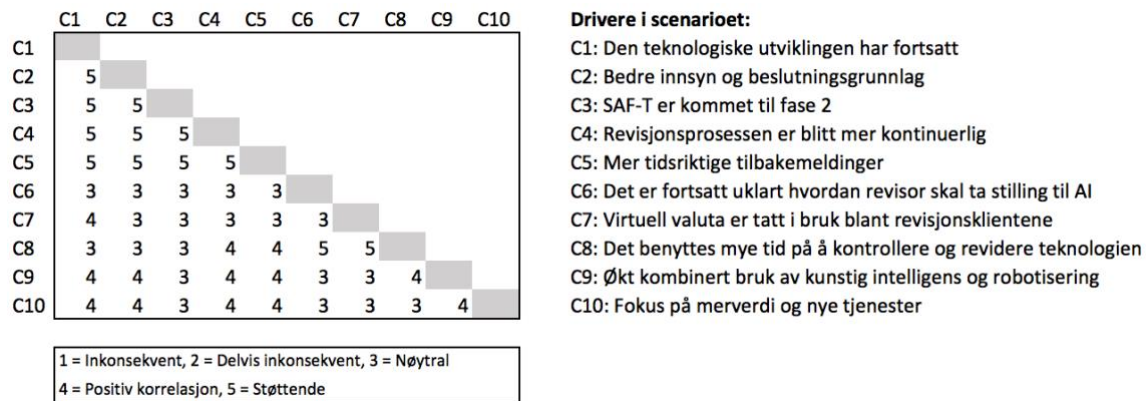 C1 C2 C3 C4 C5 C6 C7 C8 C9 C10
C1
C2 5
C3 5 5
C4 5 5 5
C5 5 5 5 5
C6 3 3 3 3 3
C7 4 3 3 3 3 3
C8 3 3 3 4 4 5 5
C9 4 4 3 4 4 3 3 4
C10 4 4 3 4 4 3 3 3 4
1 = Inkonsekvent, 2 = Delvis inkonsekvent, 3 = Nøytral
4 = Positiv korrelasjon, 5 = Støttende
Drivere i scenarioet:
C1: Den teknologiske utviklingen har fortsatt
C2: Bedre innsyn og beslutningsgrunnlag
C3: SAF-T er kommet til fase 2
C4: Revisjonsprosessen er blitt mer kontinuerlig
C5: Mer tidsriktige tilbakemeldinger
C6: Det er fortsatt uklart hvordan revisor skal ta stilling til AI
C7: Virtuell valuta er tatt i bruk blant revisjonsklientene
C8: Det benyttes mye tid på å kontrollere og revidere teknologien
C9: Økt kombinert bruk av kunstig intelligens og robotisering
C10: Fokus på merverdi og nye tjenester